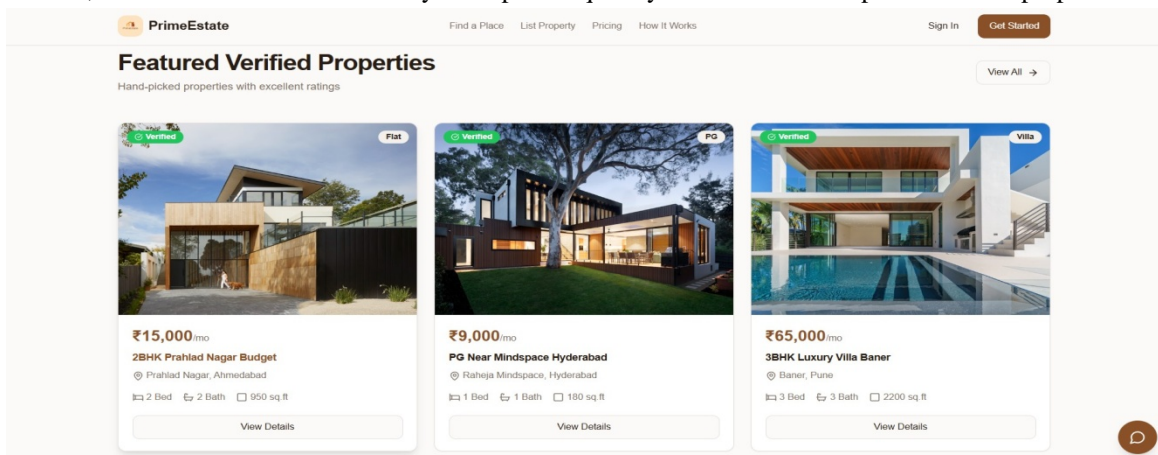 PrimeEstate Find a Place List Property Pricing How It Works Sign In Get Started
Featured Verified Properties
Hand-picked properties with excellent ratings
View All →
Verified Flat Verified PG Verified Villa
₹15,000/mo ₹9,000/mo ₹65,000/mo
2BHK Prahlad Nagar Budget PG Near Mindspace Hyderabad 3BHK Luxury Villa Baner
Prahlad Nagar, Ahmedabad Raheja Mindspace, Hyderabad Baner, Pune
2 Bed 2 Bath 950 sq.ft 1 Bed 1 Bath 180 sq.ft 3 Bed 3 Bath 2200 sq.ft
View Details View Details View Details